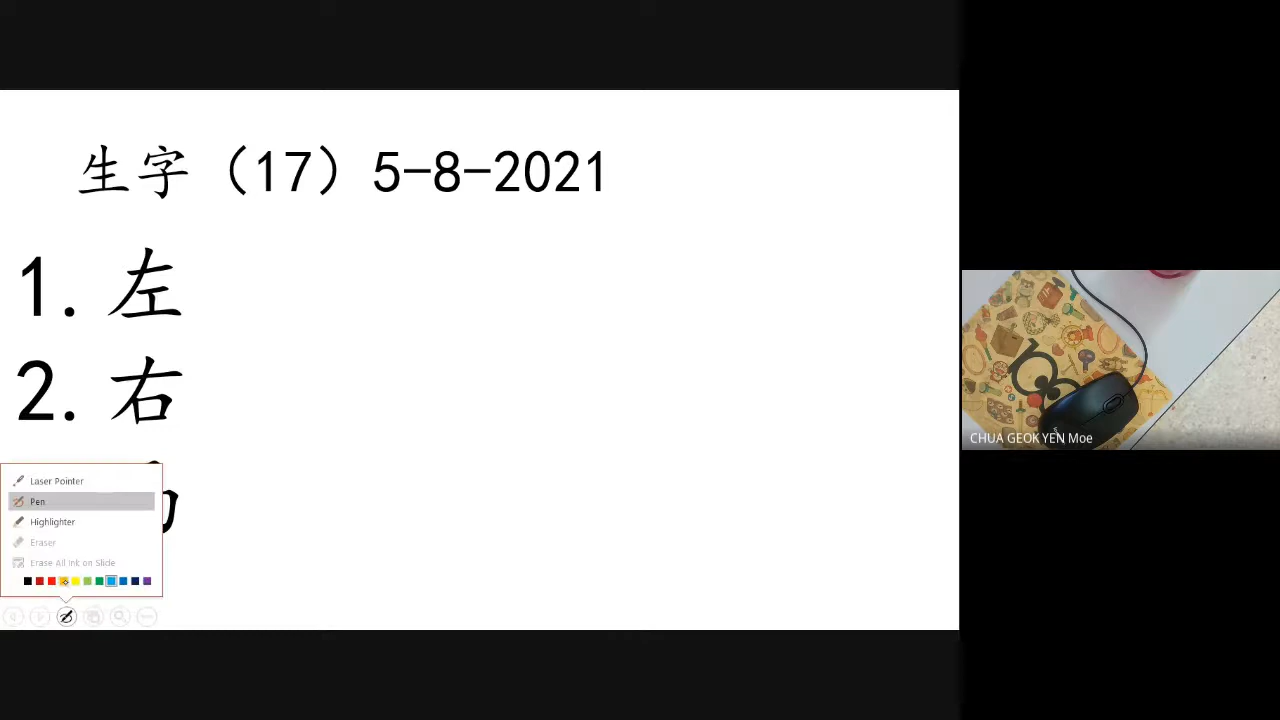 生字（17）5-8-2021
1. 左
2. 右
Laser Pointer
Pen
Highlighter
Eraser
Erase All Ink on Slide
CHUA GEOK YEN Moe